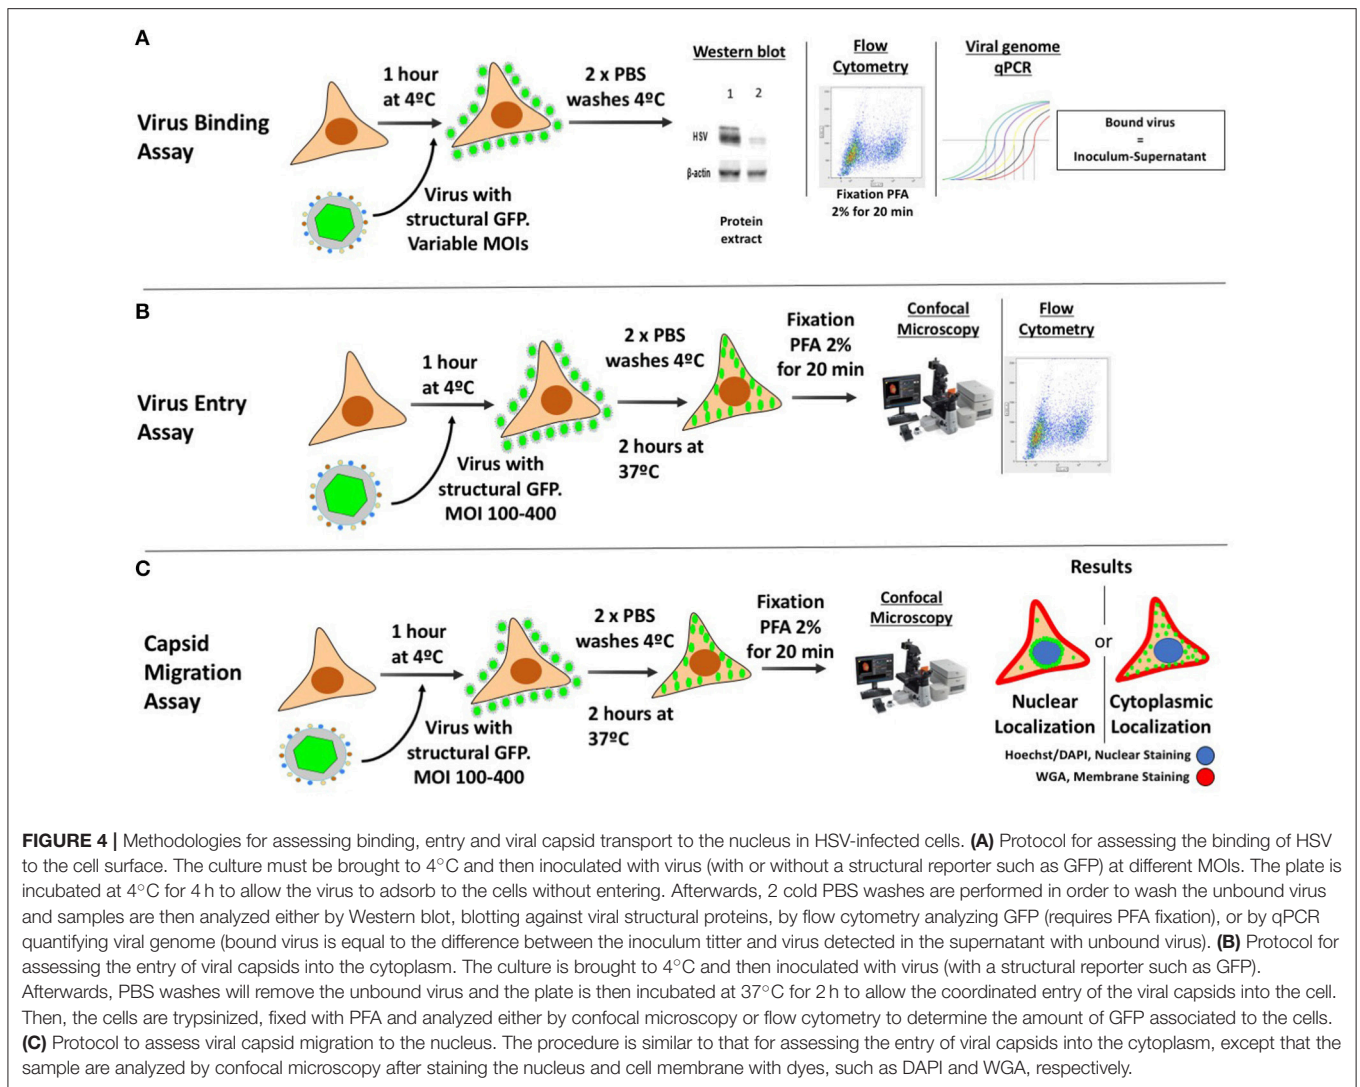 A
Virus Binding
Assay
1 hour
at 4ºC
2 x PBS
washes 4ºC
Virus with
structural GFP.
Variable MOIs
Western blot
1 2
HSV
β-actin
Protein
extract
Flow
Cytometry
Fixation PFA
2% for 20 min
Viral genome
qPCR
Bound virus
=
Inoculum-Supernatant
B
Virus Entry
Assay
1 hour
at 4ºC
Virus with
structural GFP.
MOI 100-400
2 x PBS
washes 4ºC
2 hours at
37ºC
Fixation
PFA 2%
for 20 min
Confocal
Microscopy
Flow
Cytometry
C
Capsid
Migration
Assay
1 hour
at 4ºC
Virus with
structural GFP.
MOI 100-400
2 x PBS
washes 4ºC
2 hours at
37ºC
Fixation
PFA 2%
for 20 min
Confocal
Microscopy
Results
or
Nuclear
Localization
Cytoplasmic
Localization
Hoechst/DAPI, Nuclear Staining
WGA, Membrane Staining
FIGURE 4 | Methodologies for assessing binding, entry and viral capsid transport to the nucleus in HSV-infected cells. (A) Protocol for assessing the binding of HSV
to the cell surface. The culture must be brought to 4°C and then inoculated with virus (with or without a structural reporter such as GFP) at different MOIs. The plate is
incubated at 4°C for 4 h to allow the virus to adsorb to the cells without entering. Afterwards, 2 cold PBS washes are performed in order to wash the unbound virus
and samples are then analyzed either by Western blot, blotting against viral structural proteins, by flow cytometry analyzing GFP (requires PFA fixation), or by qPCR
quantifying viral genome (bound virus is equal to the difference between the inoculum titter and virus detected in the supernatant with unbound virus). (B) Protocol for
assessing the entry of viral capsids into the cytoplasm. The culture is brought to 4°C and then inoculated with virus (with a structural reporter such as GFP).
Afterwards, PBS washes will remove the unbound virus and the plate is then incubated at 37°C for 2 h to allow the coordinated entry of the viral capsids into the cell.
Then, the cells are trypsinized, fixed with PFA and analyzed either by confocal microscopy or flow cytometry to determine the amount of GFP associated to the cells.
(C) Protocol to assess viral capsid migration to the nucleus. The procedure is similar to that for assessing the entry of viral capsids into the cytoplasm, except that the
sample are analyzed by confocal microscopy after staining the nucleus and cell membrane with dyes, such as DAPI and WGA, respectively.